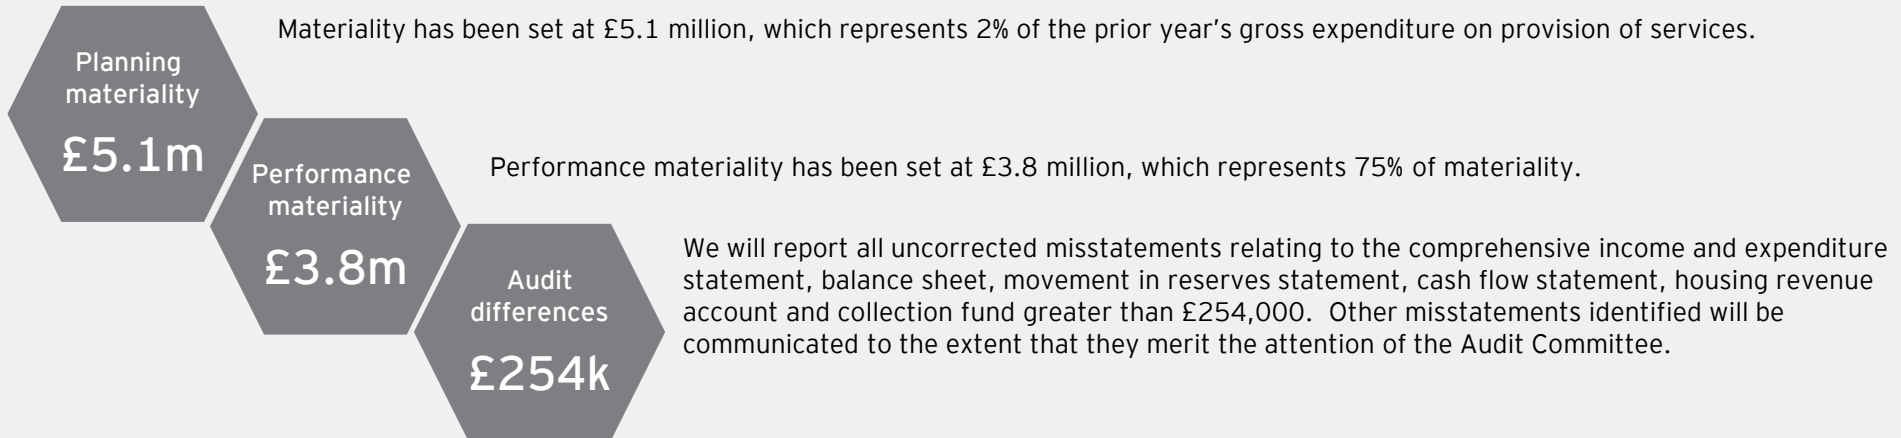 Materiality has been set at £5.1 million, which represents 2% of the prior year's gross expenditure on provision of services.
Planning
materiality
£5.1m
Performance materiality has been set at £3.8 million, which represents 75% of materiality.
Performance
materiality
£3.8m
We will report all uncorrected misstatements relating to the comprehensive income and expenditure
statement, balance sheet, movement in reserves statement, cash flow statement, housing revenue
account and collection fund greater than £254,000.  Other misstatements identified will be
communicated to the extent that they merit the attention of the Audit Committee.
Audit
differences
£254k